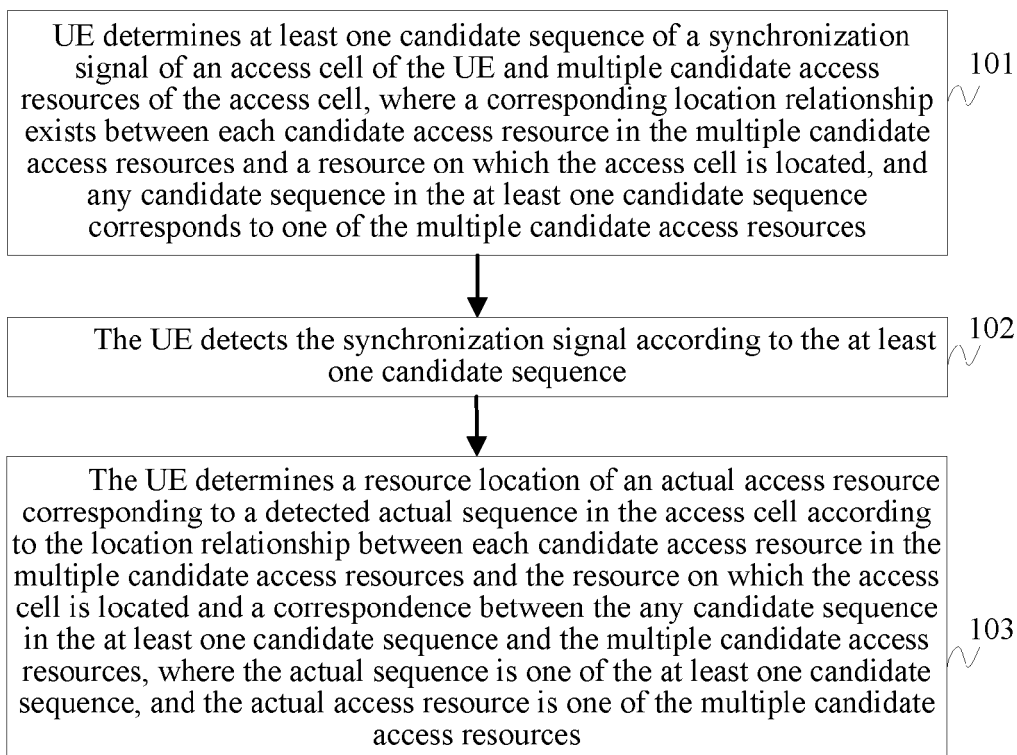 UE determines at least one candidate sequence of a synchronization
signal of an access cell of the UE and multiple candidate access
resources of the access cell, where a corresponding location relationship
exists between each candidate access resource in the multiple candidate
access resources and a resource on which the access cell is located, and
any candidate sequence in the at least one candidate sequence
corresponds to one of the multiple candidate access resources
101
The UE detects the synchronization signal according to the at least
one candidate sequence
102
The UE determines a resource location of an actual access resource
corresponding to a detected actual sequence in the access cell according
to the location relationship between each candidate access resource in the
multiple candidate access resources and the resource on which the access
cell is located and a correspondence between the any candidate sequence
in the at least one candidate sequence and the multiple candidate access
resources, where the actual sequence is one of the at least one candidate
sequence, and the actual access resource is one of the multiple candidate
access resources
103